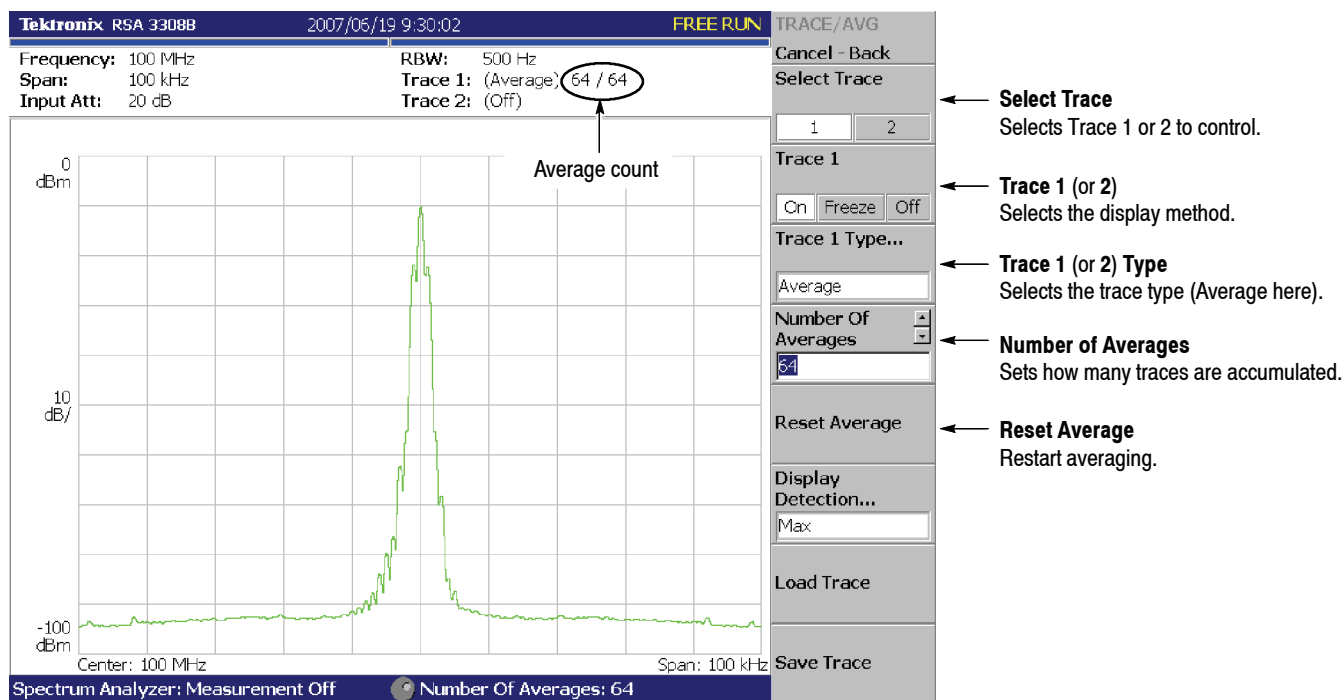 Tektronix RSA 3308B 2007/06/19 9:30:02 FREE RUN
Frequency: 100 MHz
Span: 100 kHz
Input Att: 20 dB
RBW: 500 Hz
Trace 1: (Average) 64 / 64
Trace 2: (Off)
Average count
0
dBm
10
dB/
-100
dBm
Center: 100 MHz
Span: 100 kHz
Spectrum Analyzer: Measurement Off
Number Of Averages: 64
TRACE/AVG
Cancel - Back
Select Trace
1 2
Trace 1
On Freeze Off
Trace 1 Type...
Average
Number Of
Averages
64
Reset Average
Display
Detection...
Max
Load Trace
Save Trace
Select Trace
Selects Trace 1 or 2 to control.
Trace 1 (or 2)
Selects the display method.
Trace 1 (or 2) Type
Selects the trace type (Average here).
Number of Averages
Sets how many traces are accumulated.
Reset Average
Restart averaging.